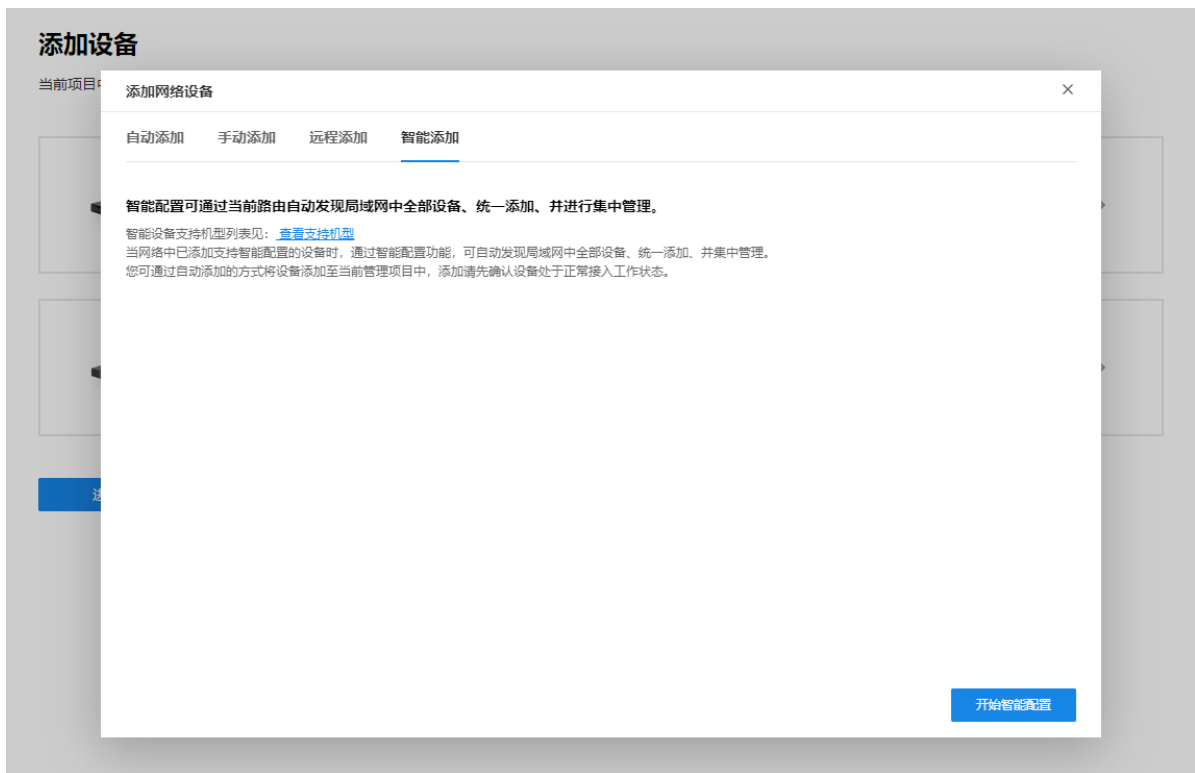 添加设备
当前项目中
添加网络设备
自动添加 手动添加 远程添加 智能添加
智能配置可通过当前路由自动发现局域网中全部设备、统一添加、并进行集中管理。
智能设备支持机型列表见： 查看支持机型
当网络中已添加支持智能配置的设备时，通过智能配置功能，可自动发现局域网中全部设备、统一添加、并集中管理。
您可通过自动添加的方式将设备添加至当前管理项目中，添加请先确认设备处于正常接入工作状态。
开始智能配置